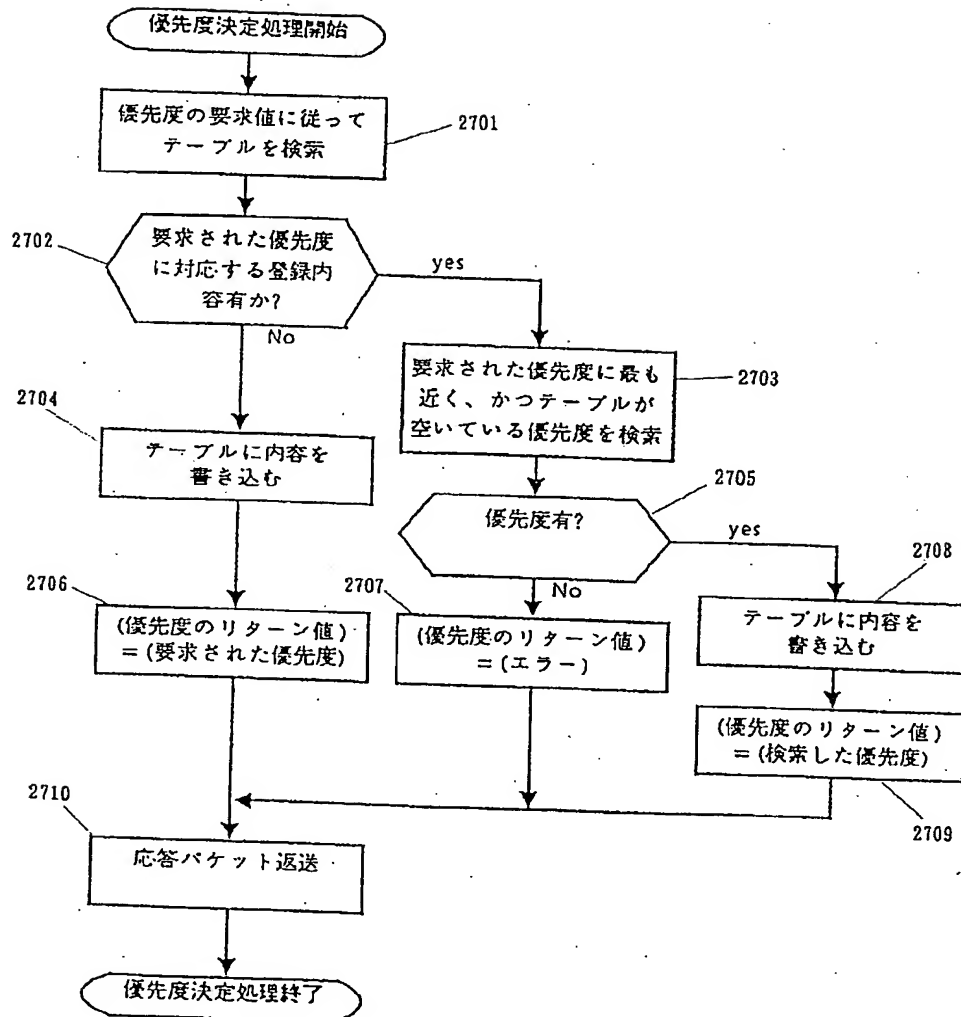 優先度決定処理開始
優先度の要求値に従って
テーブルを検索
2701
2702
要求された優先度
に対応する登録内
容有か?
yes
No
要求された優先度に最も
近く、かつテーブルが
空いている優先度を検索
2703
2704
テーブルに内容を
書き込む
2705
優先度有?
yes
No
2706
(優先度のリターン値)
=(要求された優先度)
2707
(優先度のリターン値)
=(エラー)
2708
テーブルに内容を
書き込む
(優先度のリターン値)
=(検索した優先度)
2709
2710
応答パケット返送
優先度決定処理終了